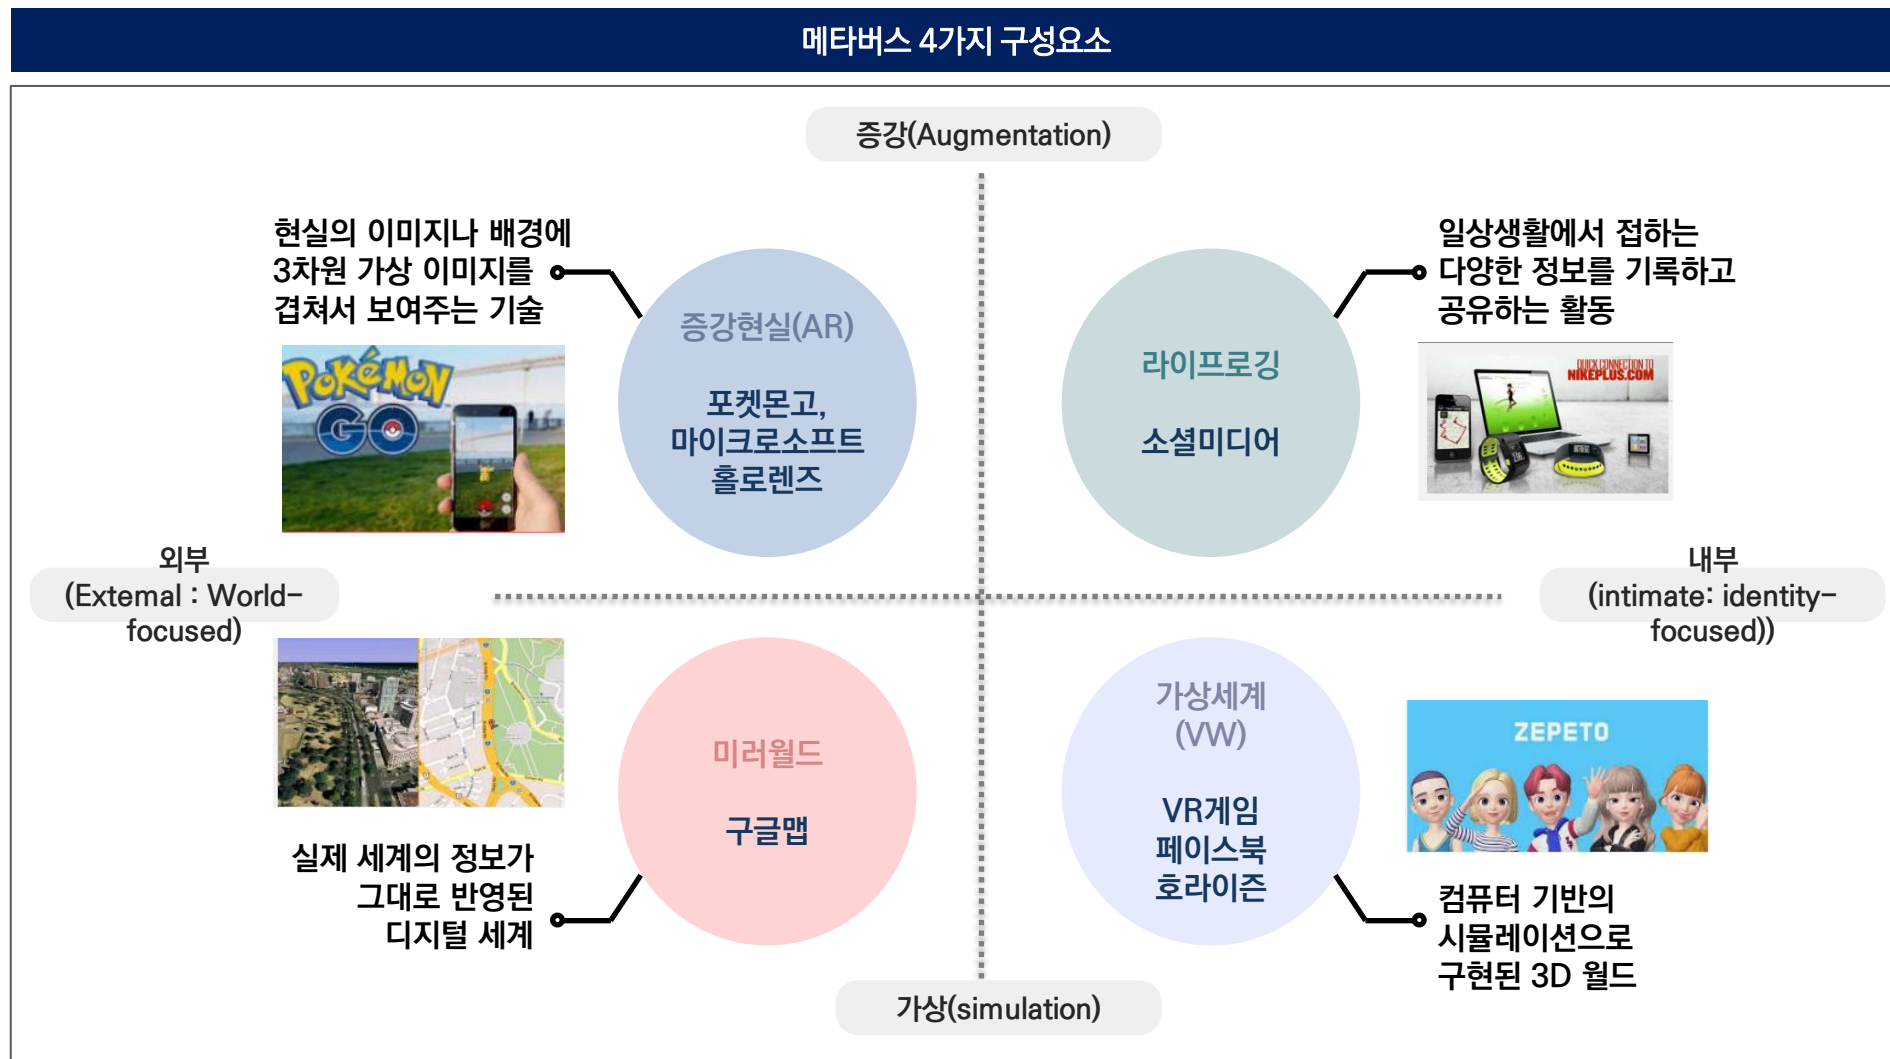 메타버스 4가지 구성요소
증강(Augmentation)
현실의 이미지나 배경에
3차원 가상 이미지를
겹쳐서 보여주는 기술
POKéMON
GO
증강현실(AR)
포켓몬고,
마이크로소프트
홀로렌즈
라이프로깅
소셜미디어
일상생활에서 접하는
다양한 정보를 기록하고
공유하는 활동
QUICK CONNECTION TO
NIKEPLUS.COM
외부
(Extemal : World-
focused)
내부
(intimate: identity-
focused))
미러월드
구글맵
실제 세계의 정보가
그대로 반영된
디지털 세계
가상세계
(VW)
VR게임
페이스북
호라이즌
ZEPETO
컴퓨터 기반의
시뮬레이션으로
구현된 3D 월드
가상(simulation)